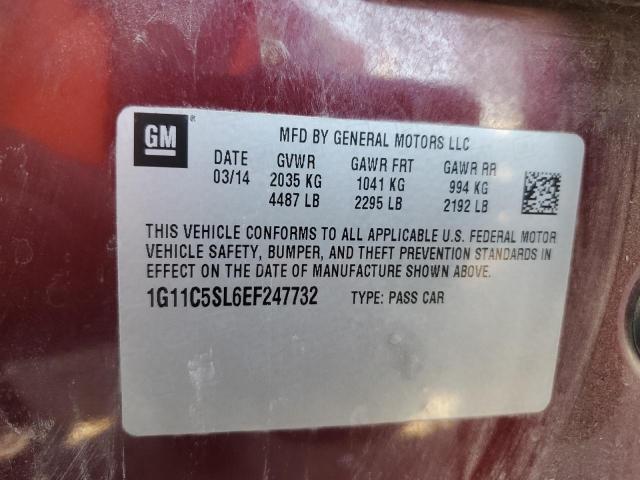 GM
MFD BY GENERAL MOTORS LLC
DATE GVWR GAWR FRT GAWR RR
03/14 2035 KG 1041 KG 994 KG
4487 LB 2295 LB 2192 LB
THIS VEHICLE CONFORMS TO ALL APPLICABLE U.S. FEDERAL MOTOR
VEHICLE SAFETY, BUMPER, AND THEFT PREVENTION STANDARDS IN
EFFECT ON THE DATE OF MANUFACTURE SHOWN ABOVE.
1G11C5SL6EF247732 TYPE: PASS CAR